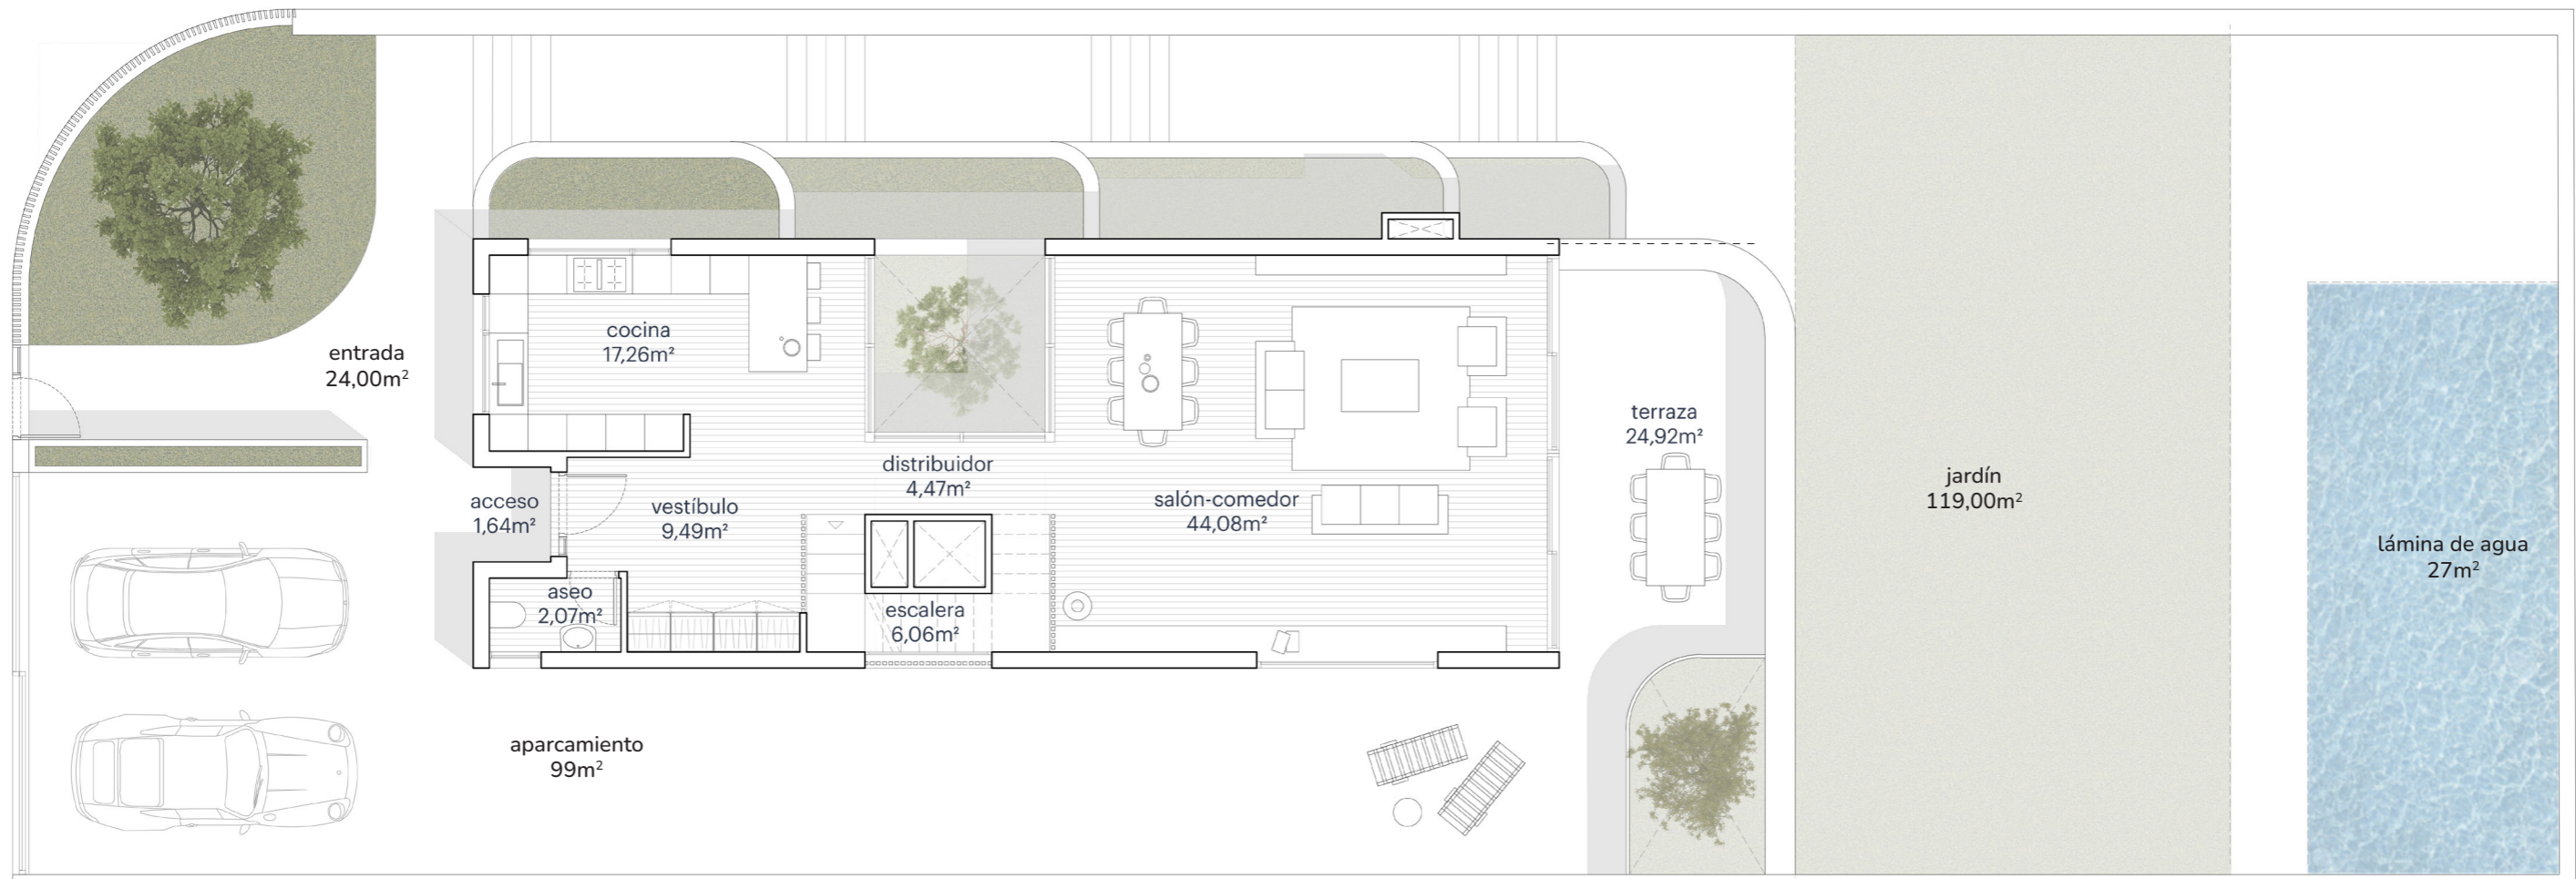 entrada
24,00m²
cocina
17,26m²
acceso
1,64m²
vestíbulo
9,49m²
distribuidor
4,47m²
aseo
2,07m²
escalera
6,06m²
salón-comedor
44,08m²
terraza
24,92m²
jardín
119,00m²
lámina de agua
27m²
aparcamiento
99m²